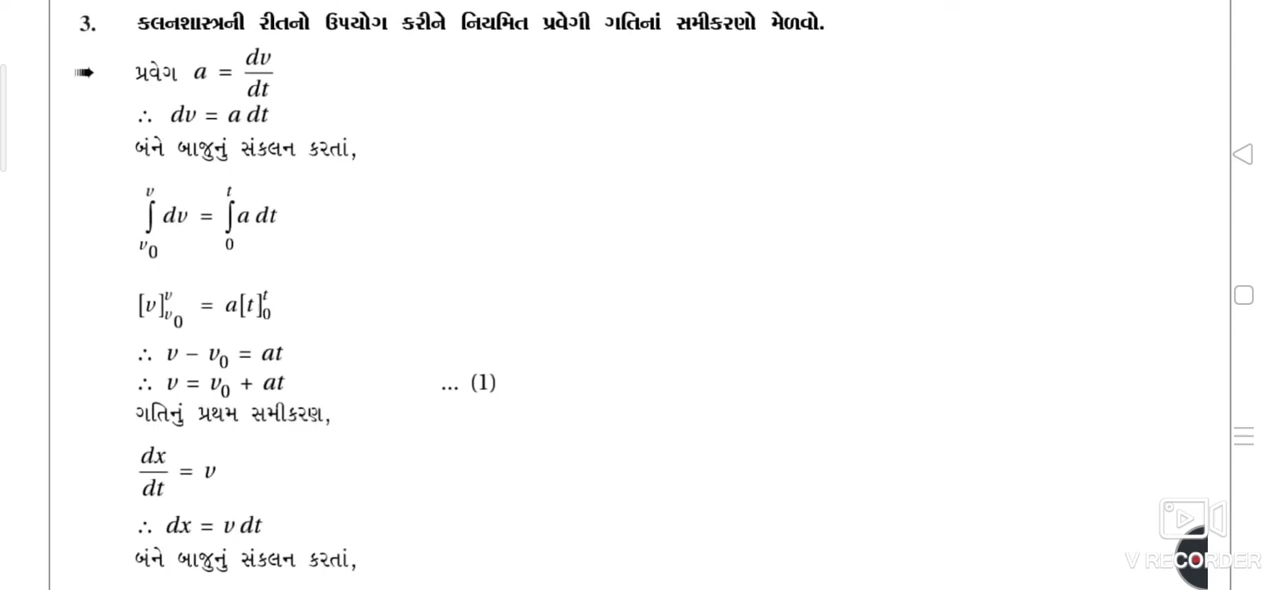 3. કલનશાસ્ત્રની રીતનો ઉપયોગ કરીને નિયમિત પ્રવેગી ગતિનાં સમીકરણો મેળવો.
➠ પ્રવેગ a = dv/dt
∴ dv = a dt
બંને બાજુનું સંકલન કરતાં,
∫_{v₀}^{v} dv = ∫_{0}^{t} a dt
[v]_{v₀}^{v} = a[t]_{0}^{t}
∴ v − v₀ = at
∴ v = v₀ + at ... (1)
ગતિનું પ્રથમ સમીકરણ,
dx/dt = v
∴ dx = v dt
બંને બાજુનું સંકલન કરતાં,
V RECORDER